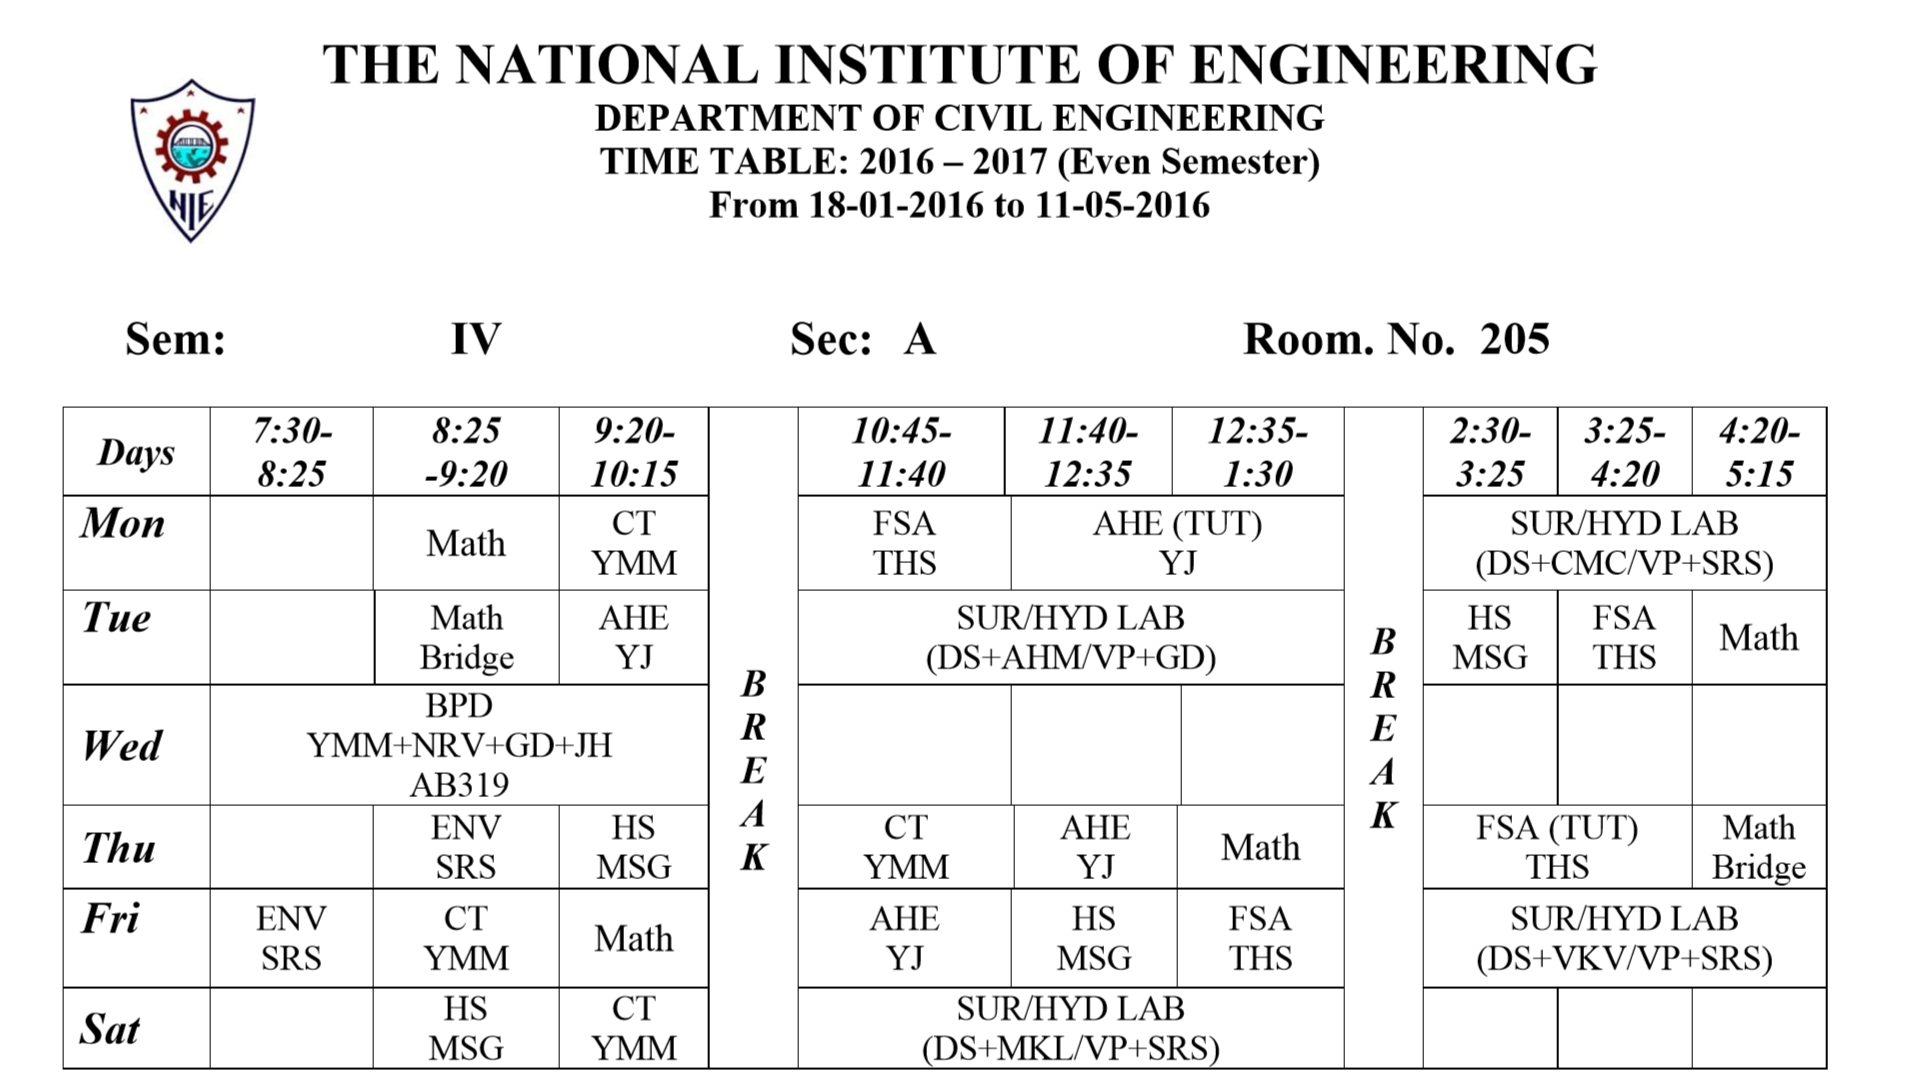 THE NATIONAL INSTITUTE OF ENGINEERING
DEPARTMENT OF CIVIL ENGINEERING
TIME TABLE: 2016 – 2017 (Even Semester)
From 18-01-2016 to 11-05-2016
NIE
Sem: IV Sec: A Room. No. 205
Days 7:30-8:25 8:25-9:20 9:20-10:15 BREAK 10:45-11:40 11:40-12:35 12:35-1:30 BREAK 2:30-3:25 3:25-4:20 4:20-5:15
Mon Math CT YMM FSA THS AHE (TUT) YJ SUR/HYD LAB (DS+CMC/VP+SRS)
Tue Math Bridge AHE YJ SUR/HYD LAB (DS+AHM/VP+GD) HS MSG FSA THS Math
Wed BPD YMM+NRV+GD+JH AB319
Thu ENV SRS HS MSG CT YMM AHE YJ Math FSA (TUT) THS Math Bridge
Fri ENV SRS CT YMM Math AHE YJ HS MSG FSA THS SUR/HYD LAB (DS+VKV/VP+SRS)
Sat HS MSG CT YMM SUR/HYD LAB (DS+MKL/VP+SRS)